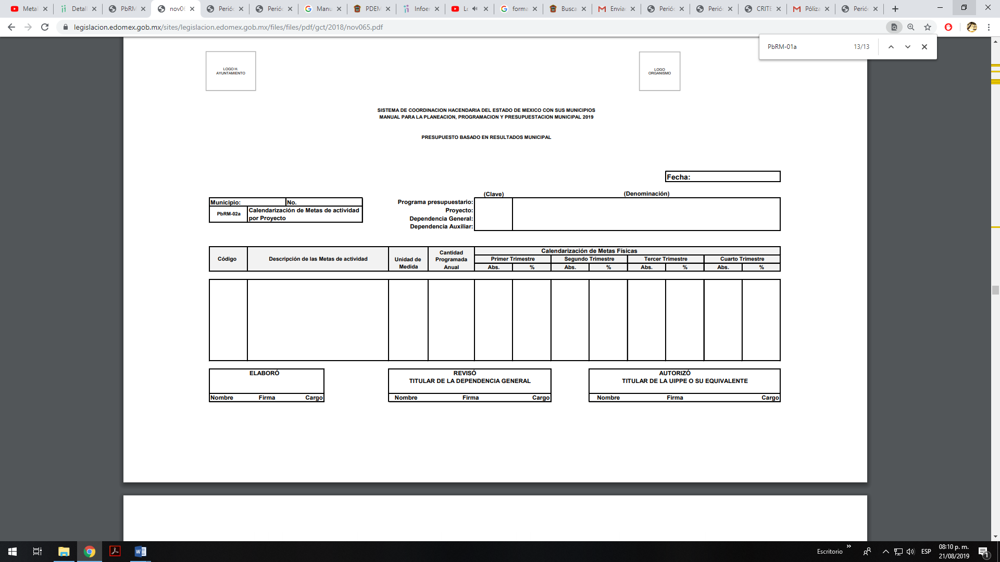 Metal
Detall
PbRM
nov06
Perió
Perió
Manu
PDEM
Infoem
Lo
forma
Busca
Envia
Perió
Perió
CRITE
Póliza
Perió
legislacion.edomex.gob.mx/sites/legislacion.edomex.gob.mx/files/files/pdf/gct/2018/nov065.pdf
PbRM-01a 13/13
LOGO H.
AYUNTAMIENTO
LOGO
ORGANISMO
SISTEMA DE COORDINACION HACENDARIA DEL ESTADO DE MEXICO CON SUS MUNICIPIOS
MANUAL PARA LA PLANEACION, PROGRAMACION Y PRESUPUESTACION MUNICIPAL 2019
PRESUPUESTO BASADO EN RESULTADOS MUNICIPAL
Fecha:
(Clave) (Denominación)
Municipio: No.
PbRM-02a
Calendarización de Metas de actividad
por Proyecto
Programa presupuestario:
Proyecto:
Dependencia General:
Dependencia Auxiliar:
Código
Descripción de las Metas de actividad
Unidad de
Medida
Cantidad
Programada
Anual
Calendarización de Metas Físicas
Primer Trimestre Segundo Trimestre Tercer Trimestre Cuarto Trimestre
Abs. % Abs. % Abs. % Abs. %
ELABORÓ
Nombre Firma Cargo
REVISÓ
TITULAR DE LA DEPENDENCIA GENERAL
Nombre Firma Cargo
AUTORIZÓ
TITULAR DE LA UIPPE O SU EQUIVALENTE
Nombre Firma Cargo
Escritorio
ESP
08:10 p. m.
21/08/2019
1